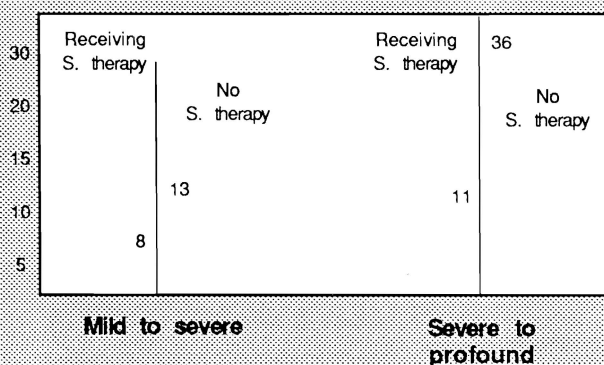 30
20
15
10
5
Receiving
S. therapy
No
S. therapy
13
8
Receiving
S. therapy
36
No
S. therapy
11
Mild to severe
Severe to
profound